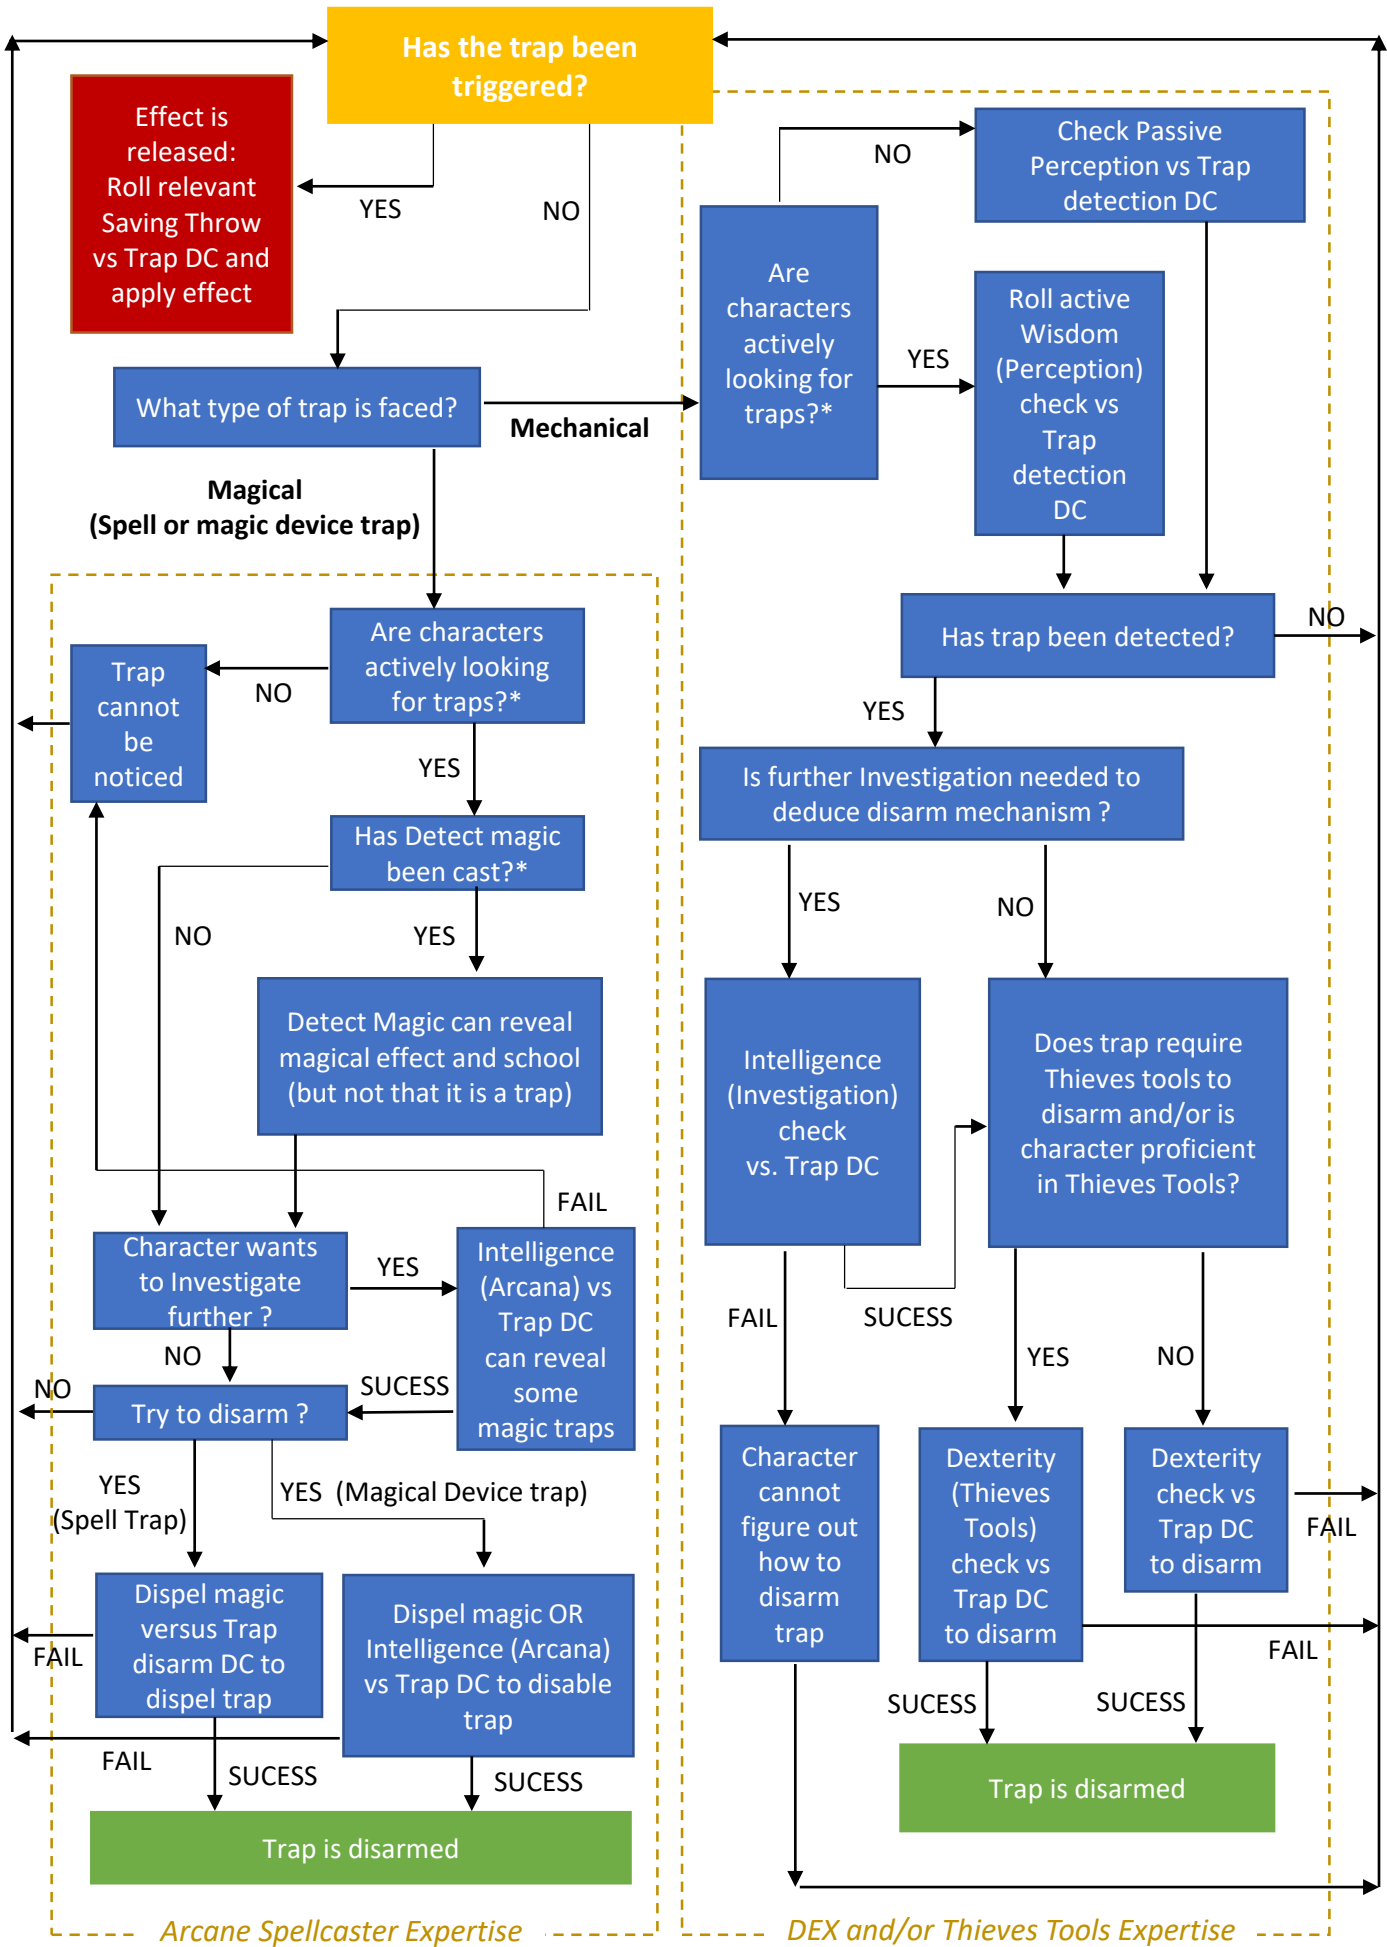 Has the trap been
triggered?
Effect is
released:
Roll relevant
Saving Throw
vs Trap DC and
apply effect
YES
NO
What type of trap is faced?
Mechanical
Magical
(Spell or magic device trap)
Are characters
actively looking
for traps?*
NO
Trap
cannot
be
noticed
YES
Has Detect magic
been cast?*
NO
YES
Detect Magic can reveal
magical effect and school
(but not that it is a trap)
FAIL
Character wants
to Investigate
further ?
YES
Intelligence
(Arcana) vs
Trap DC
can reveal
some
magic traps
NO
SUCESS
NO
Try to disarm ?
YES
(Spell Trap)
YES (Magical Device trap)
Dispel magic
versus Trap
disarm DC to
dispel trap
Dispel magic OR
Intelligence (Arcana)
vs Trap DC to disable
trap
FAIL
FAIL
SUCESS
SUCESS
Trap is disarmed
Arcane Spellcaster Expertise
NO
Check Passive
Perception vs Trap
detection DC
Are
characters
actively
looking for
traps?*
YES
Roll active
Wisdom
(Perception)
check vs
Trap
detection
DC
Has trap been detected?
NO
YES
Is further Investigation needed to
deduce disarm mechanism ?
YES
NO
Intelligence
(Investigation)
check
vs. Trap DC
Does trap require
Thieves tools to
disarm and/or is
character proficient
in Thieves Tools?
FAIL
SUCESS
YES
NO
Character
cannot
figure out
how to
disarm
trap
Dexterity
(Thieves
Tools)
check vs
Trap DC
to disarm
Dexterity
check vs
Trap DC
to disarm
FAIL
FAIL
SUCESS
SUCESS
Trap is disarmed
DEX and/or Thieves Tools Expertise